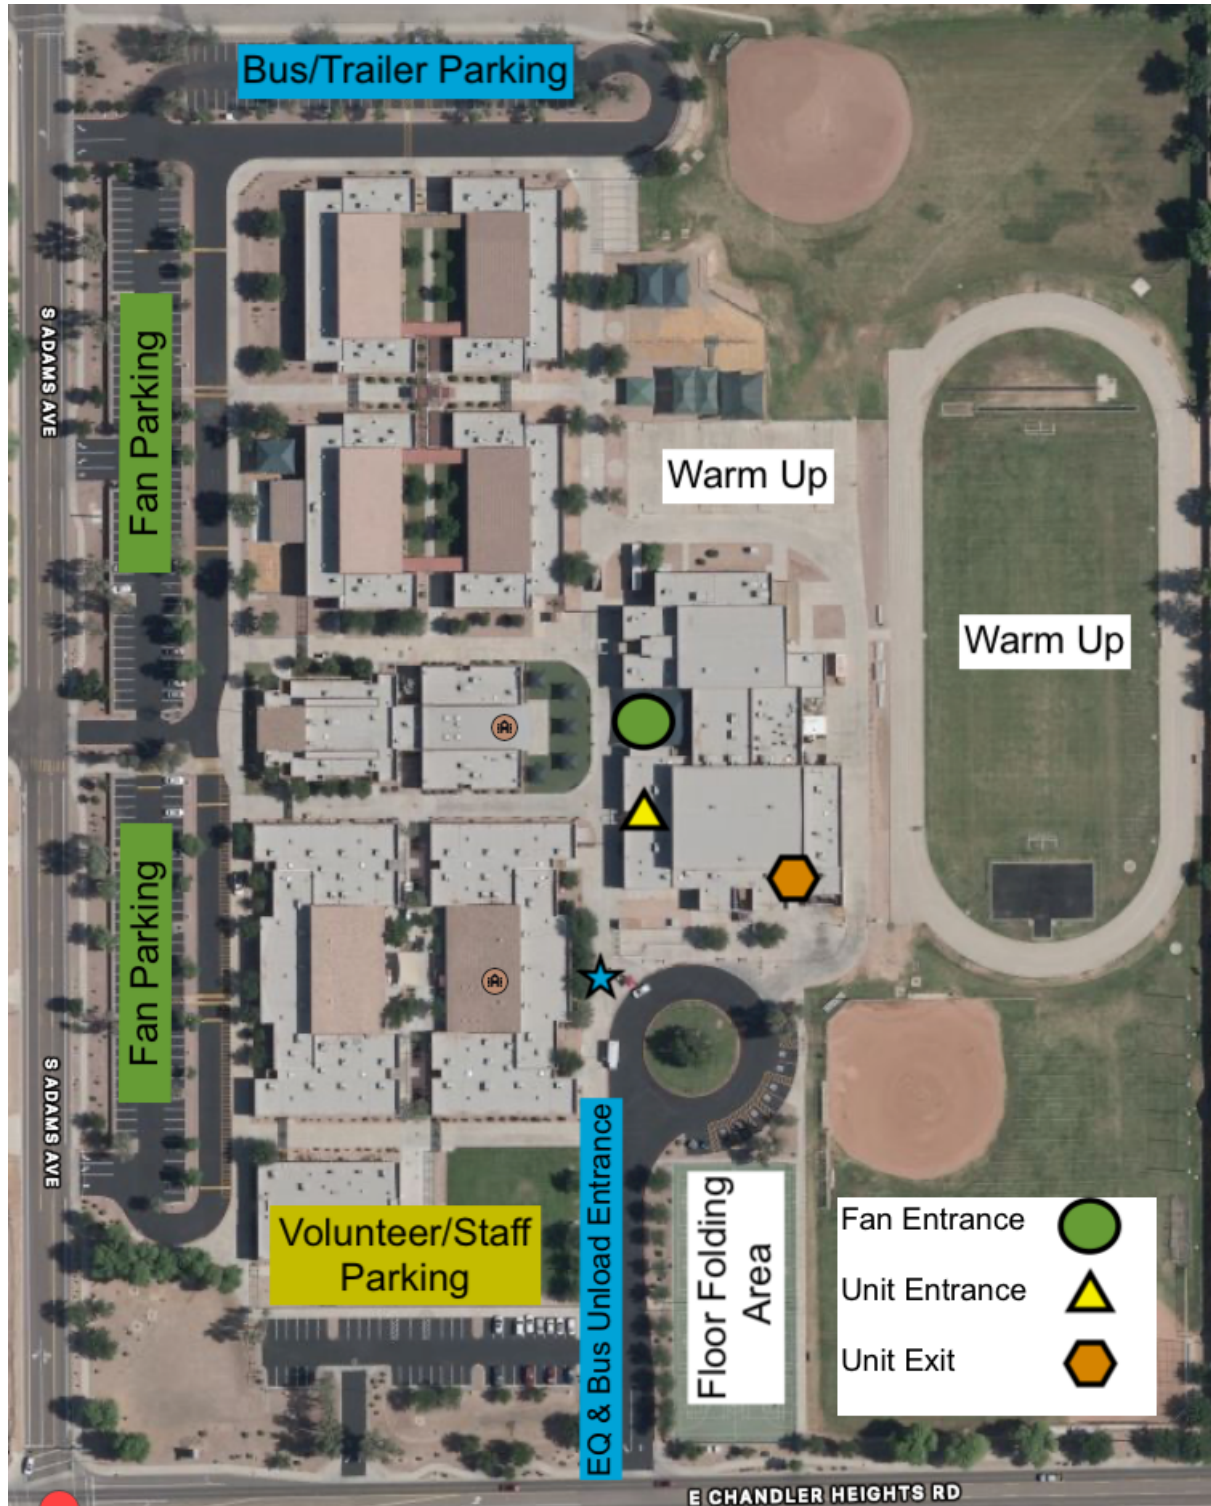 Bus/Trailer Parking
S ADAMS AVE
Fan Parking
Warm Up
Warm Up
Fan Parking
S ADAMS AVE
EQ & Bus Unload Entrance
Volunteer/Staff
Parking
Floor Folding
Area
Fan Entrance
Unit Entrance
Unit Exit
E CHANDLER HEIGHTS RD